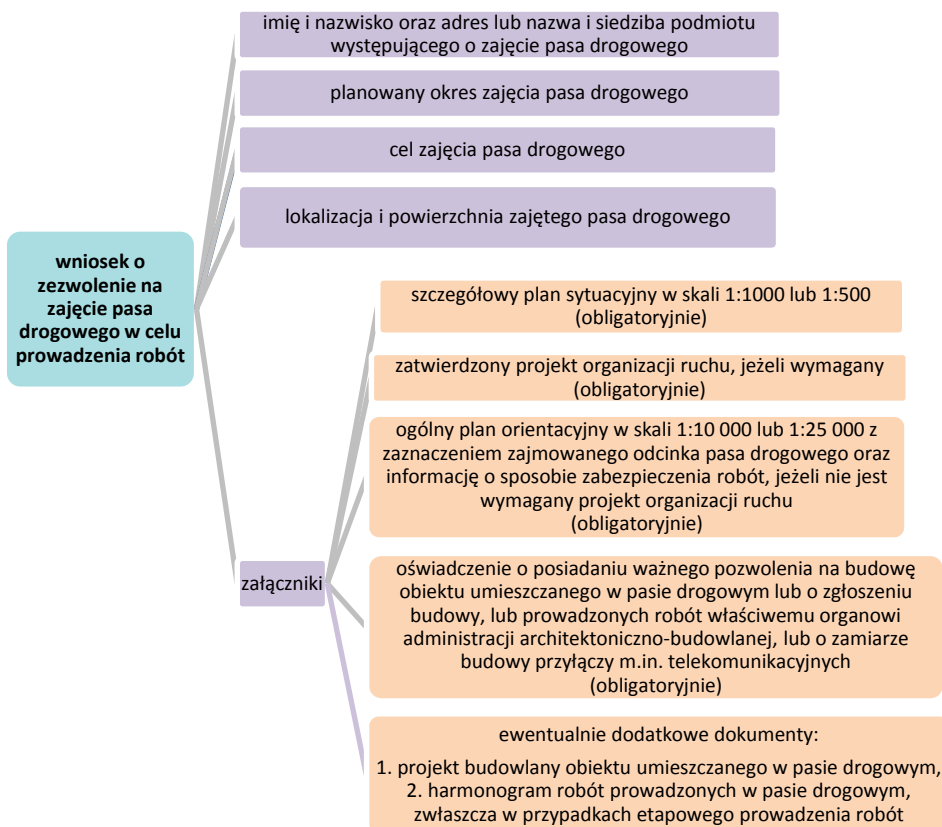 imię i nazwisko oraz adres lub nazwa i siedziba podmiotu
występującego o zajęcie pasa drogowego
planowany okres zajęcia pasa drogowego
cel zajęcia pasa drogowego
lokalizacja i powierzchnia zajętego pasa drogowego
wniosek o
zezwolenie na
zajęcie pasa
drogowego w celu
prowadzenia robót
szczegółowy plan sytuacyjny w skali 1:1000 lub 1:500
(obligatoryjnie)
zatwierdzony projekt organizacji ruchu, jeżeli wymagany
(obligatoryjnie)
ogólny plan orientacyjny w skali 1:10 000 lub 1:25 000 z
zaznaczeniem zajmowanego odcinka pasa drogowego oraz
informację o sposobie zabezpieczenia robót, jeżeli nie jest
wymagany projekt organizacji ruchu
(obligatoryjnie)
załączniki
oświadczenie o posiadaniu ważnego pozwolenia na budowę
obiektu umieszczanego w pasie drogowym lub o zgłoszeniu
budowy, lub prowadzonych robót właściwemu organowi
administracji architektoniczno-budowlanej, lub o zamiarze
budowy przyłączy m.in. telekomunikacyjnych
(obligatoryjnie)
ewentualnie dodatkowe dokumenty:
1. projekt budowlany obiektu umieszczanego w pasie drogowym,
2. harmonogram robót prowadzonych w pasie drogowym,
zwłaszcza w przypadkach etapowego prowadzenia robót